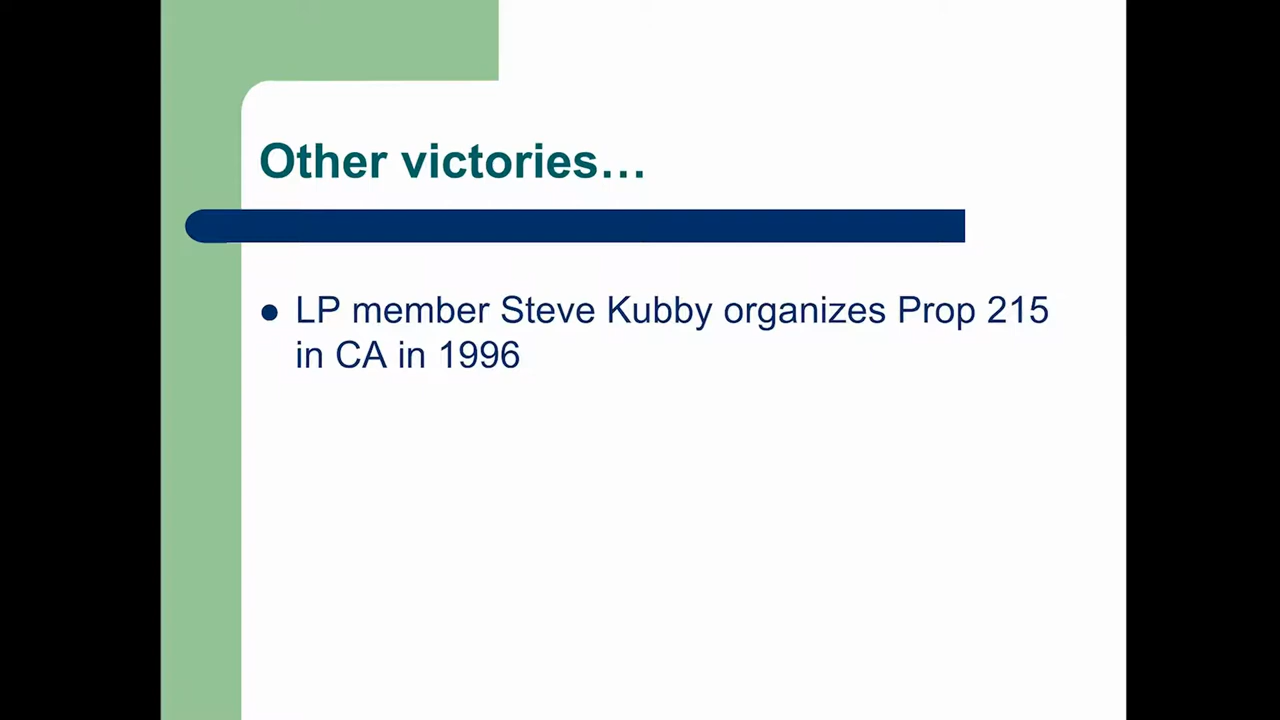 Other victories…
● LP member Steve Kubby organizes Prop 215
in CA in 1996